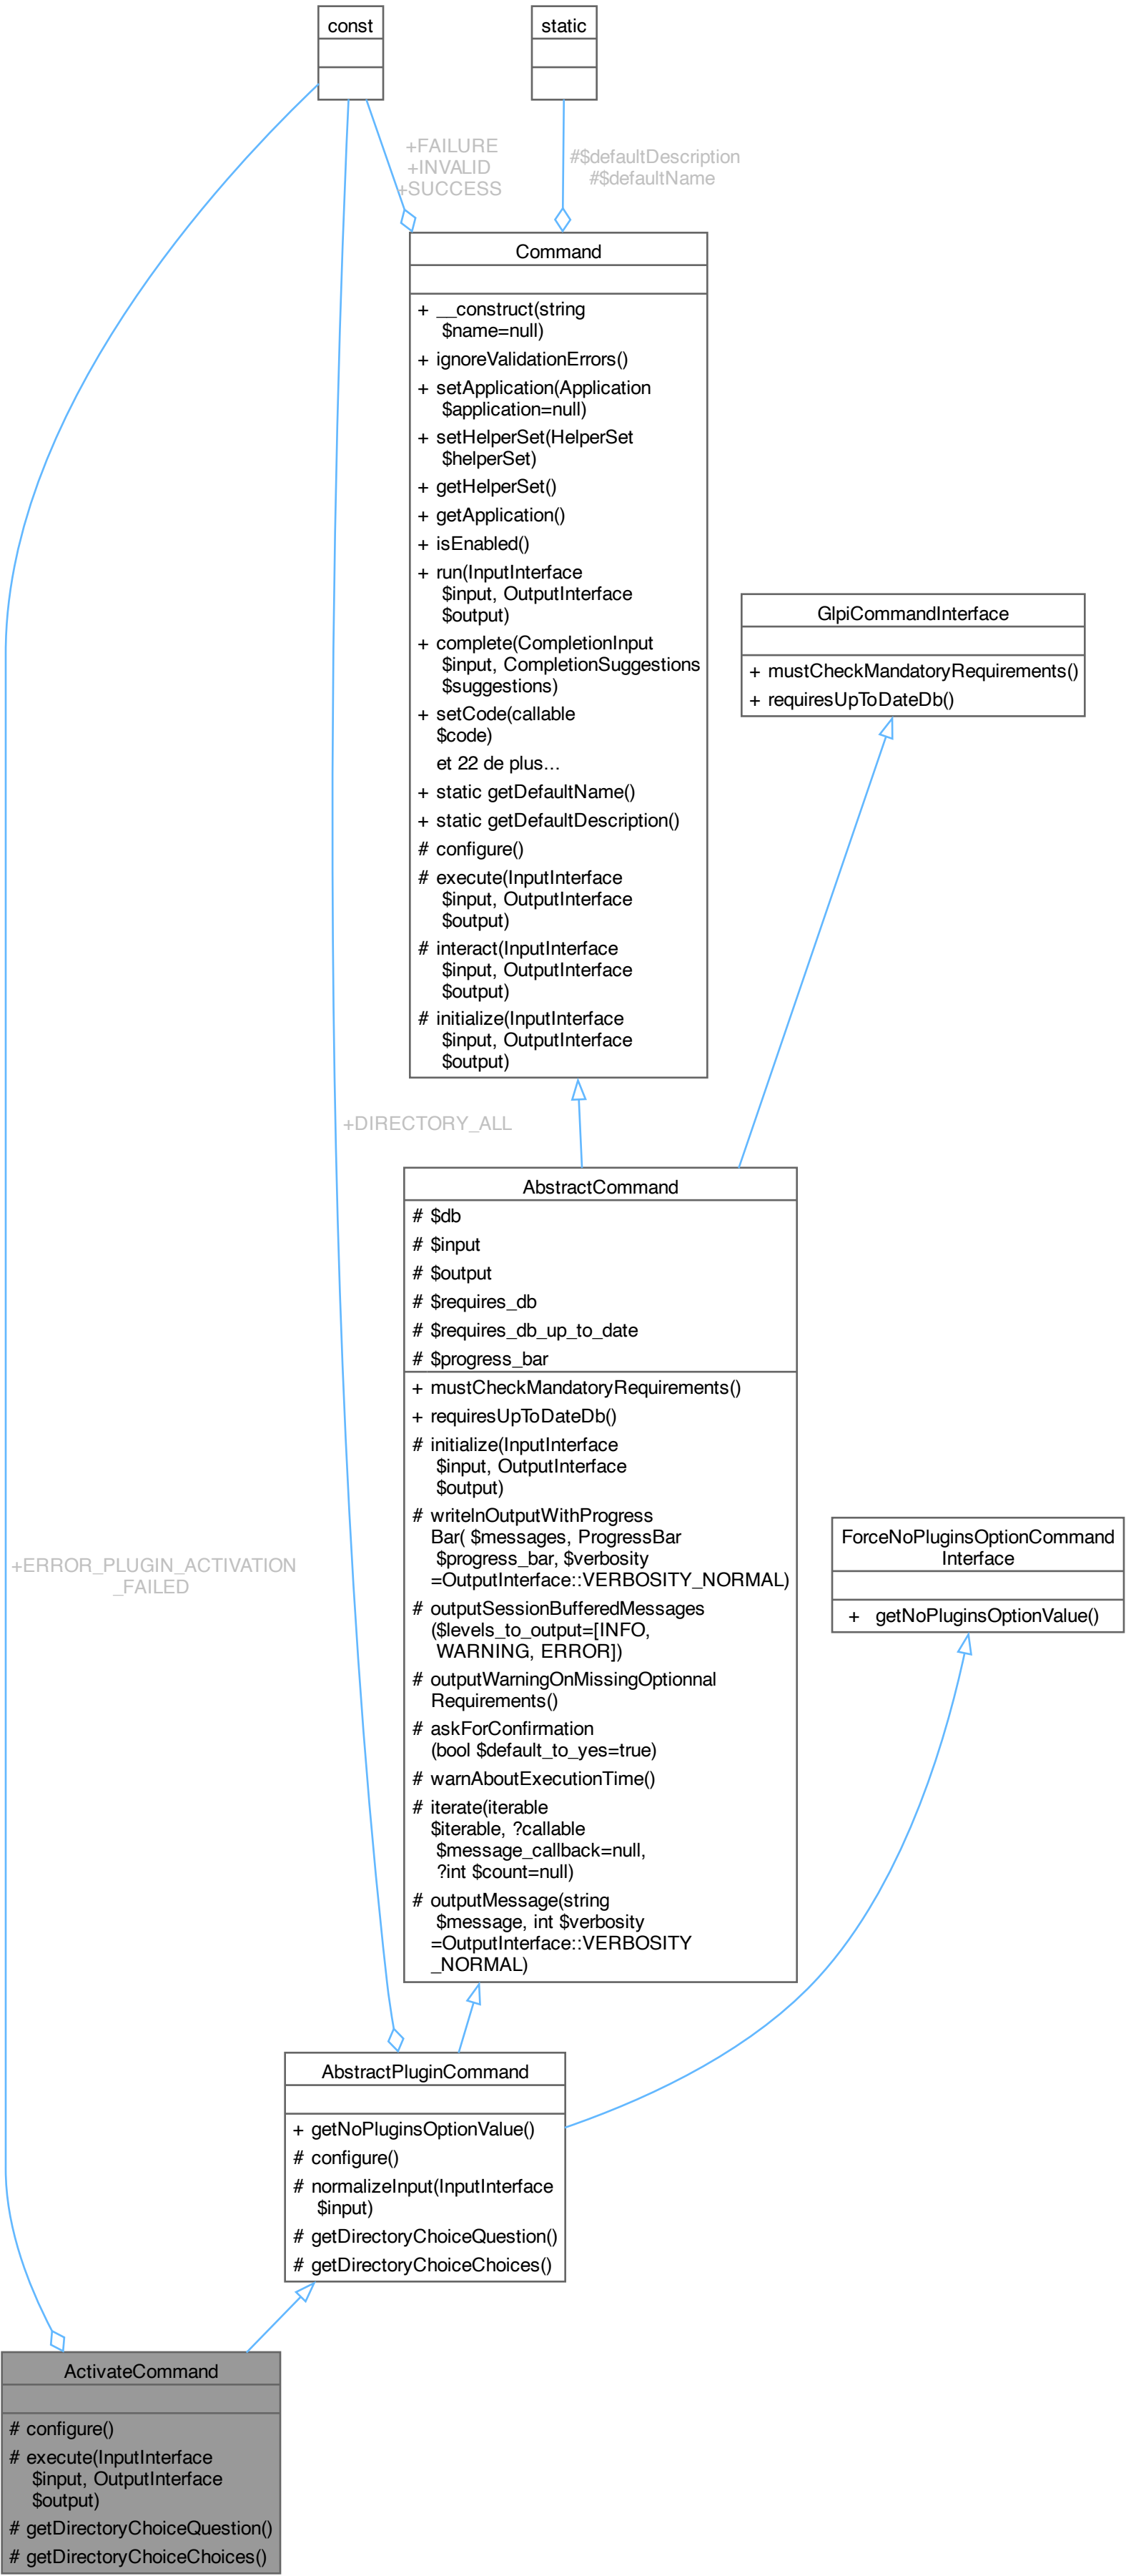 const
static
+FAILURE
+INVALID
+SUCCESS
#$defaultDescription
#$defaultName
Command
+ __construct(string
$name=null)
+ ignoreValidationErrors()
+ setApplication(Application
$application=null)
+ setHelperSet(HelperSet
$helperSet)
+ getHelperSet()
+ getApplication()
+ isEnabled()
+ run(InputInterface
$input, OutputInterface
$output)
+ complete(CompletionInput
$input, CompletionSuggestions
$suggestions)
+ setCode(callable
$code)
et 22 de plus...
+ static getDefaultName()
+ static getDefaultDescription()
# configure()
# execute(InputInterface
$input, OutputInterface
$output)
# interact(InputInterface
$input, OutputInterface
$output)
# initialize(InputInterface
$input, OutputInterface
$output)
GlpiCommandInterface
+ mustCheckMandatoryRequirements()
+ requiresUpToDateDb()
+DIRECTORY_ALL
AbstractCommand
# $db
# $input
# $output
# $requires_db
# $requires_db_up_to_date
# $progress_bar
+ mustCheckMandatoryRequirements()
+ requiresUpToDateDb()
# initialize(InputInterface
$input, OutputInterface
$output)
# writelnOutputWithProgress
Bar( $messages, ProgressBar
$progress_bar, $verbosity
=OutputInterface::VERBOSITY_NORMAL)
# outputSessionBufferedMessages
($levels_to_output=[INFO,
WARNING, ERROR])
# outputWarningOnMissingOptionnal
Requirements()
# askForConfirmation
(bool $default_to_yes=true)
# warnAboutExecutionTime()
# iterate(iterable
$iterable, ?callable
$message_callback=null,
?int $count=null)
# outputMessage(string
$message, int $verbosity
=OutputInterface::VERBOSITY
_NORMAL)
+ERROR_PLUGIN_ACTIVATION
_FAILED
ForceNoPluginsOptionCommand
Interface
+ getNoPluginsOptionValue()
AbstractPluginCommand
+ getNoPluginsOptionValue()
# configure()
# normalizeInput(InputInterface
$input)
# getDirectoryChoiceQuestion()
# getDirectoryChoiceChoices()
ActivateCommand
# configure()
# execute(InputInterface
$input, OutputInterface
$output)
# getDirectoryChoiceQuestion()
# getDirectoryChoiceChoices()